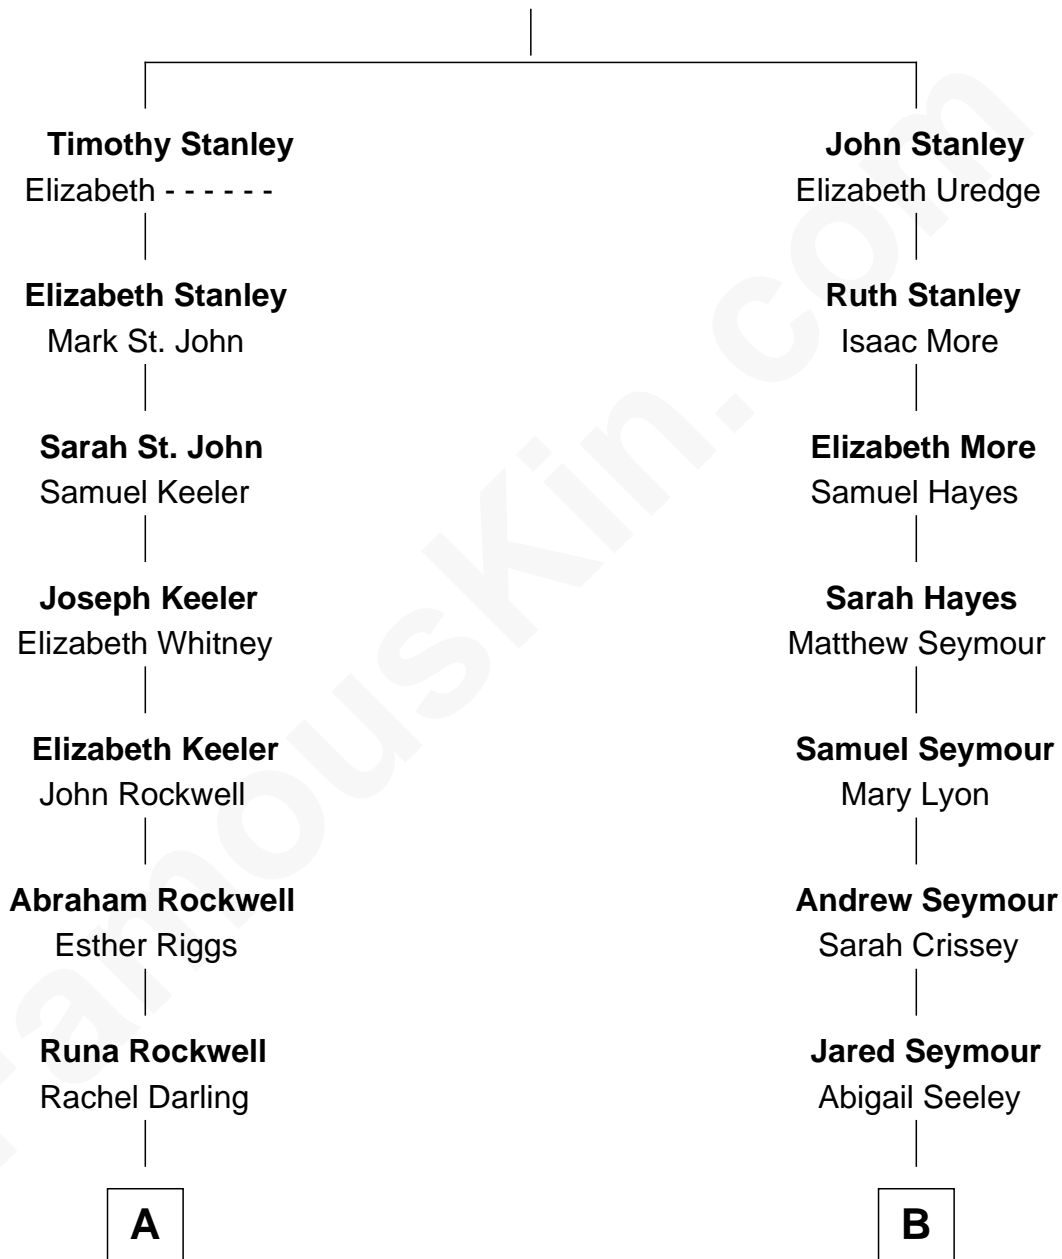 Timothy Stanley
Elizabeth - - - - - -
Elizabeth Stanley
Mark St. John
Sarah St. John
Samuel Keeler
Joseph Keeler
Elizabeth Whitney
Elizabeth Keeler
John Rockwell
Abraham Rockwell
Esther Riggs
Runa Rockwell
Rachel Darling
A
John Stanley
Elizabeth Uredge
Ruth Stanley
Isaac More
Elizabeth More
Samuel Hayes
Sarah Hayes
Matthew Seymour
Samuel Seymour
Mary Lyon
Andrew Seymour
Sarah Crissey
Jared Seymour
Abigail Seeley
B
FamousKin.com